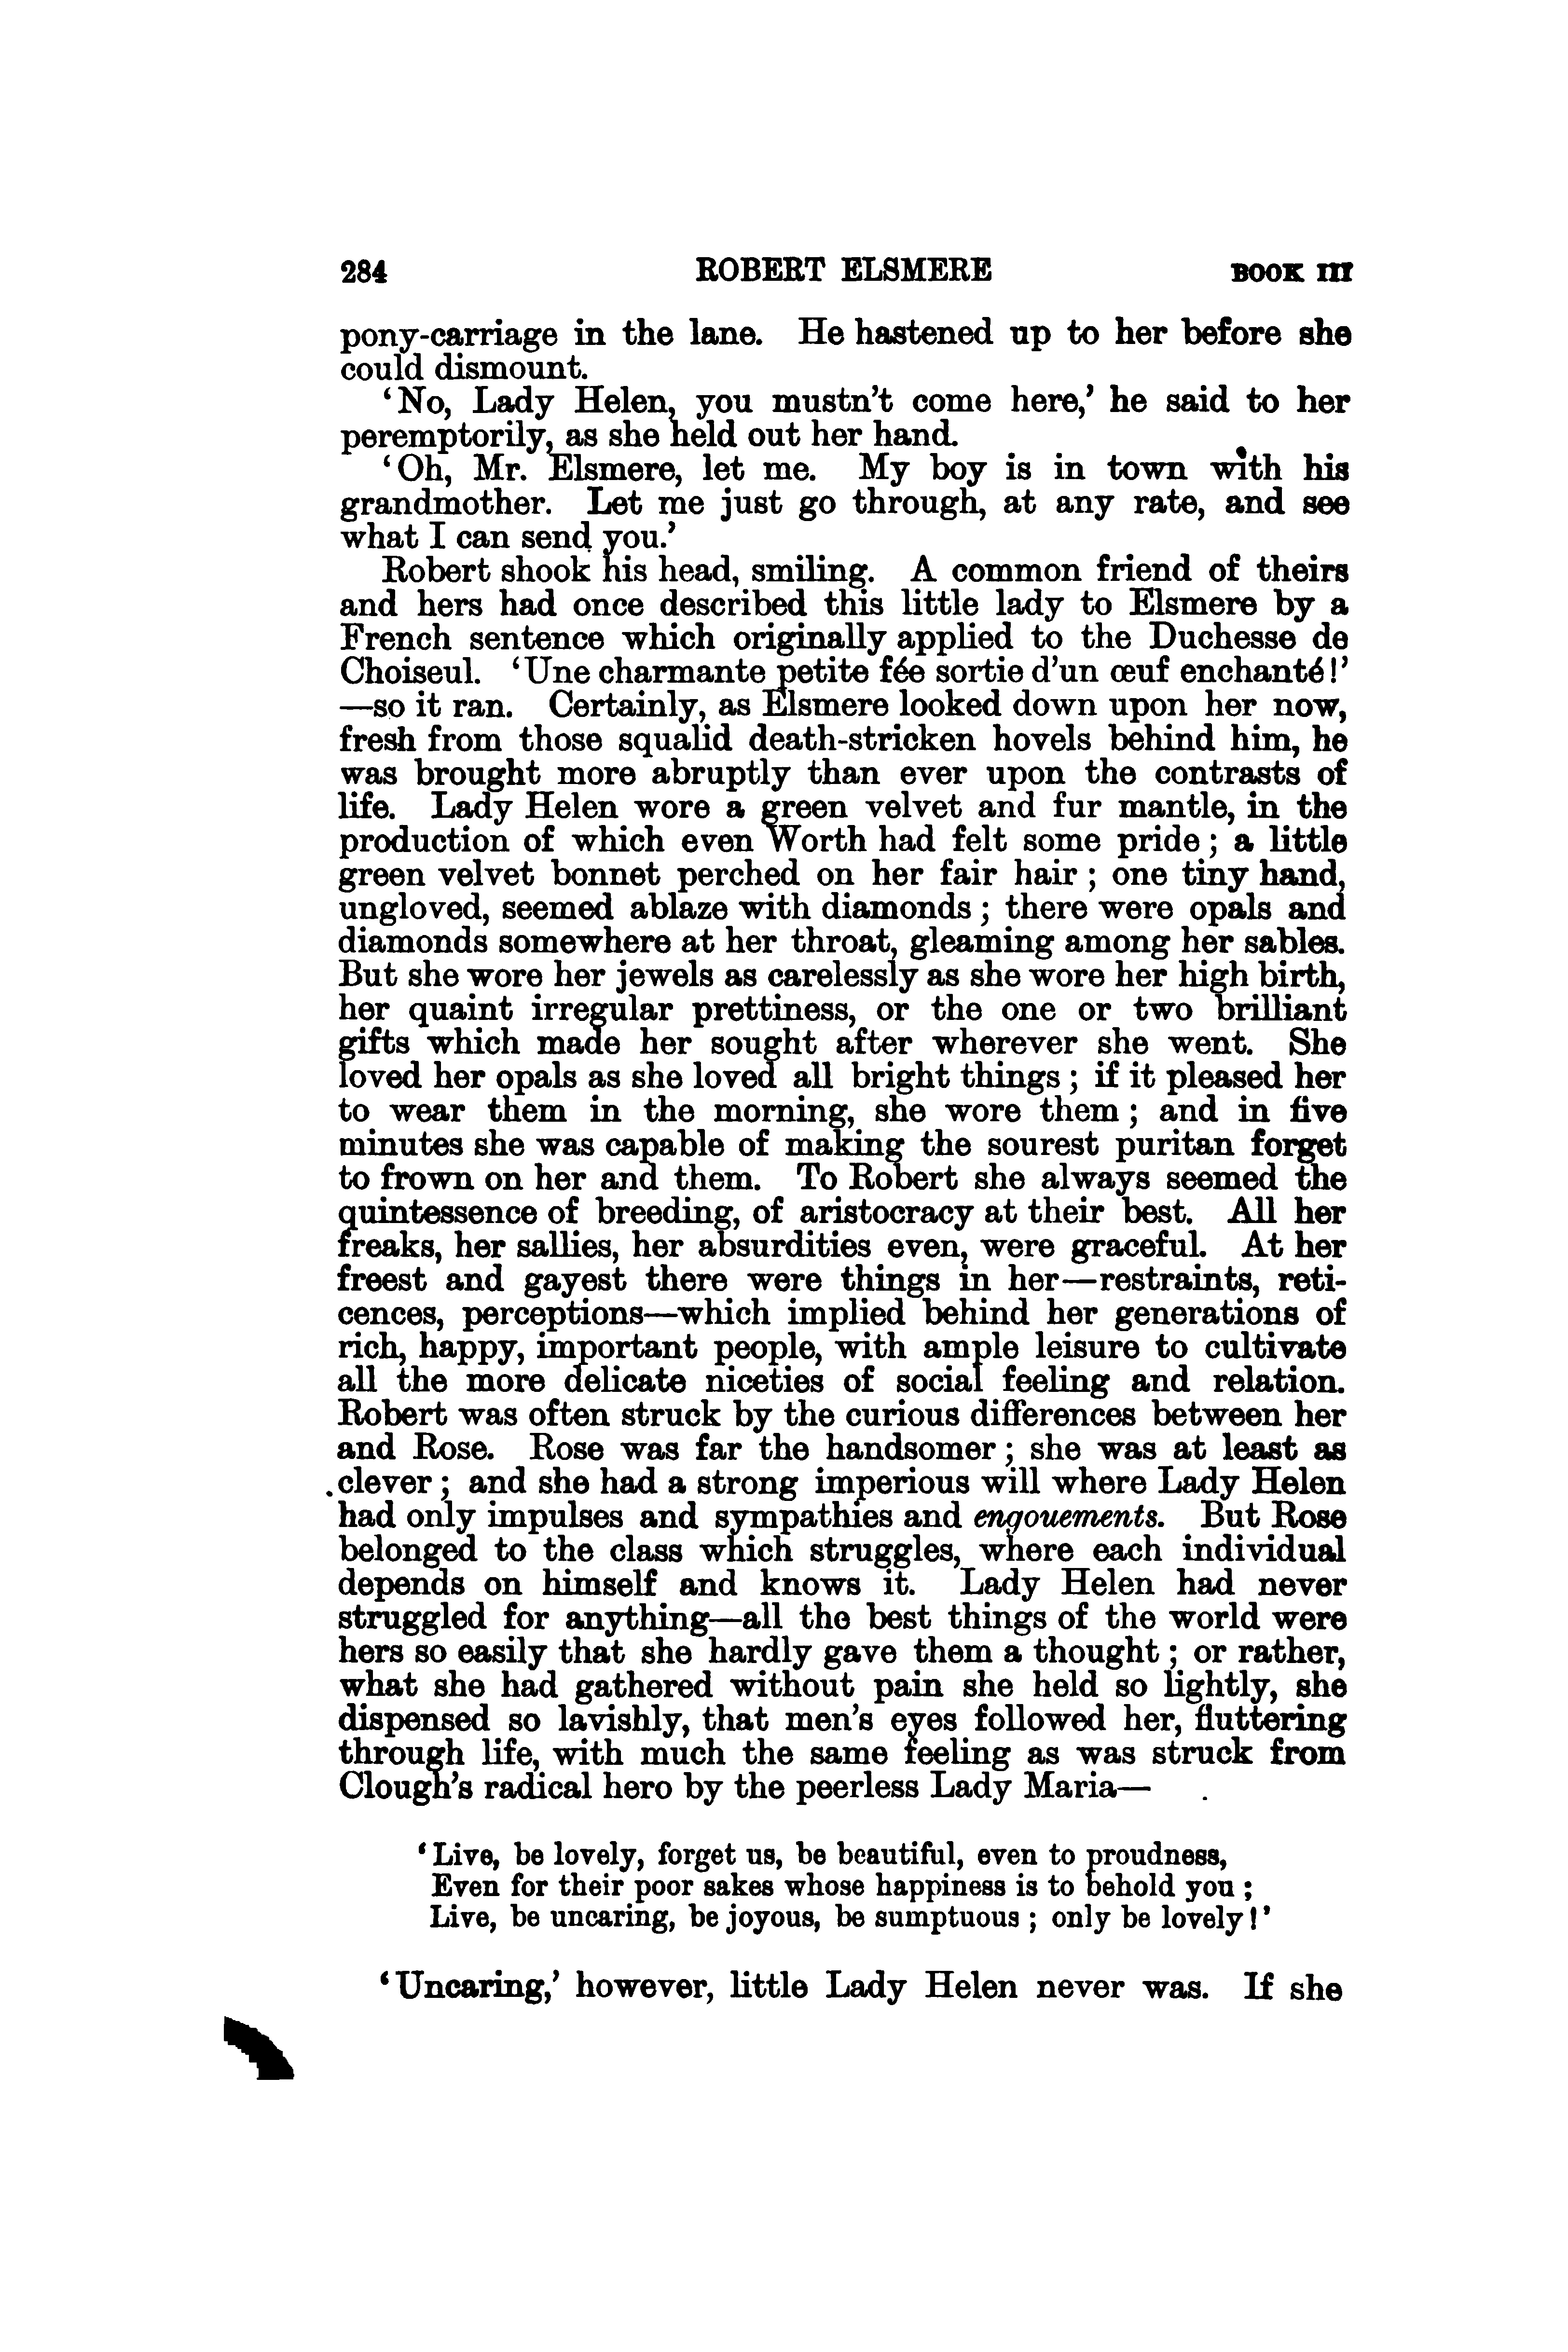 284 ROBERT ELSMERE BOOK III
pony-carriage in the lane. He hastened up to her before she
could dismount.
‘No, Lady Helen, you mustn’t come here,’ he said to her
peremptorily, as she held out her hand.
‘Oh, Mr. Elsmere, let me. My boy is in town with his
grandmother. Let me just go through, at any rate, and see
what I can send you.’
Robert shook his head, smiling. A common friend of theirs
and hers had once described this little lady to Elsmere by a
French sentence which originally applied to the Duchesse de
Choiseul. ‘Une charmante petite fée sortie d’un œuf enchanté!’
—so it ran. Certainly, as Elsmere looked down upon her now,
fresh from those squalid death-stricken hovels behind him, he
was brought more abruptly than ever upon the contrasts of
life. Lady Helen wore a green velvet and fur mantle, in the
production of which even Worth had felt some pride; a little
green velvet bonnet perched on her fair hair; one tiny hand,
ungloved, seemed ablaze with diamonds; there were opals and
diamonds somewhere at her throat, gleaming among her sables.
But she wore her jewels as carelessly as she wore her high birth,
her quaint irregular prettiness, or the one or two brilliant
gifts which made her sought after wherever she went. She
loved her opals as she loved all bright things; if it pleased her
to wear them in the morning, she wore them; and in five
minutes she was capable of making the sourest puritan forget
to frown on her and them. To Robert she always seemed the
quintessence of breeding, of aristocracy at their best. All her
freaks, her sallies, her absurdities even, were graceful. At her
freest and gayest there were things in her—restraints, reti-
cences, perceptions—which implied behind her generations of
rich, happy, important people, with ample leisure to cultivate
all the more delicate niceties of social feeling and relation.
Robert was often struck by the curious differences between her
and Rose. Rose was far the handsomer; she was at least as
clever; and she had a strong imperious will where Lady Helen
had only impulses and sympathies and engouements. But Rose
belonged to the class which struggles, where each individual
depends on himself and knows it. Lady Helen had never
struggled for anything—all the best things of the world were
hers so easily that she hardly gave them a thought; or rather,
what she had gathered without pain she held so lightly, she
dispensed so lavishly, that men’s eyes followed her, fluttering
through life, with much the same feeling as was struck from
Clough’s radical hero by the peerless Lady Maria—
‘Live, be lovely, forget us, be beautiful, even to proudness,
Even for their poor sakes whose happiness is to behold you;
Live, be uncaring, be joyous, be sumptuous; only be lovely!’
‘Uncaring,’ however, little Lady Helen never was. If she